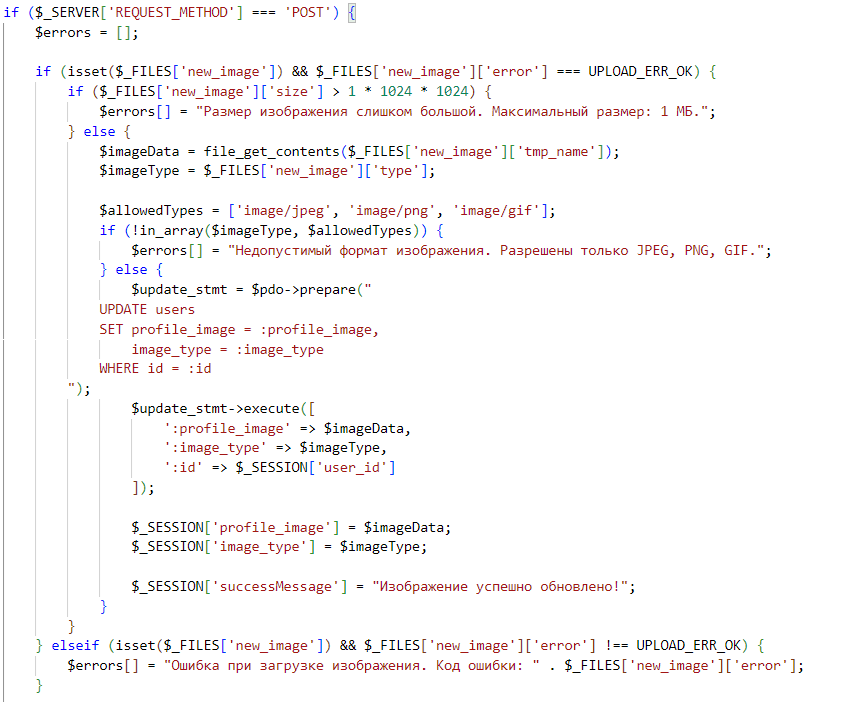 if ($_SERVER['REQUEST_METHOD'] === 'POST') {
    $errors = [];

    if (isset($_FILES['new_image']) && $_FILES['new_image']['error'] === UPLOAD_ERR_OK) {
        if ($_FILES['new_image']['size'] > 1 * 1024 * 1024) {
            $errors[] = "Размер изображения слишком большой. Максимальный размер: 1 МБ.";
        } else {
            $imageData = file_get_contents($_FILES['new_image']['tmp_name']);
            $imageType = $_FILES['new_image']['type'];

            $allowedTypes = ['image/jpeg', 'image/png', 'image/gif'];
            if (!in_array($imageType, $allowedTypes)) {
                $errors[] = "Недопустимый формат изображения. Разрешены только JPEG, PNG, GIF.";
            } else {
                $update_stmt = $pdo->prepare("
            UPDATE users
            SET profile_image = :profile_image,
                image_type = :image_type
            WHERE id = :id
        ");
                $update_stmt->execute([
                    ':profile_image' => $imageData,
                    ':image_type' => $imageType,
                    ':id' => $_SESSION['user_id']
                ]);

                $_SESSION['profile_image'] = $imageData;
                $_SESSION['image_type'] = $imageType;

                $_SESSION['successMessage'] = "Изображение успешно обновлено!";
            }
        }
    } elseif (isset($_FILES['new_image']) && $_FILES['new_image']['error'] !== UPLOAD_ERR_OK) {
        $errors[] = "Ошибка при загрузке изображения. Код ошибки: " . $_FILES['new_image']['error'];
    }